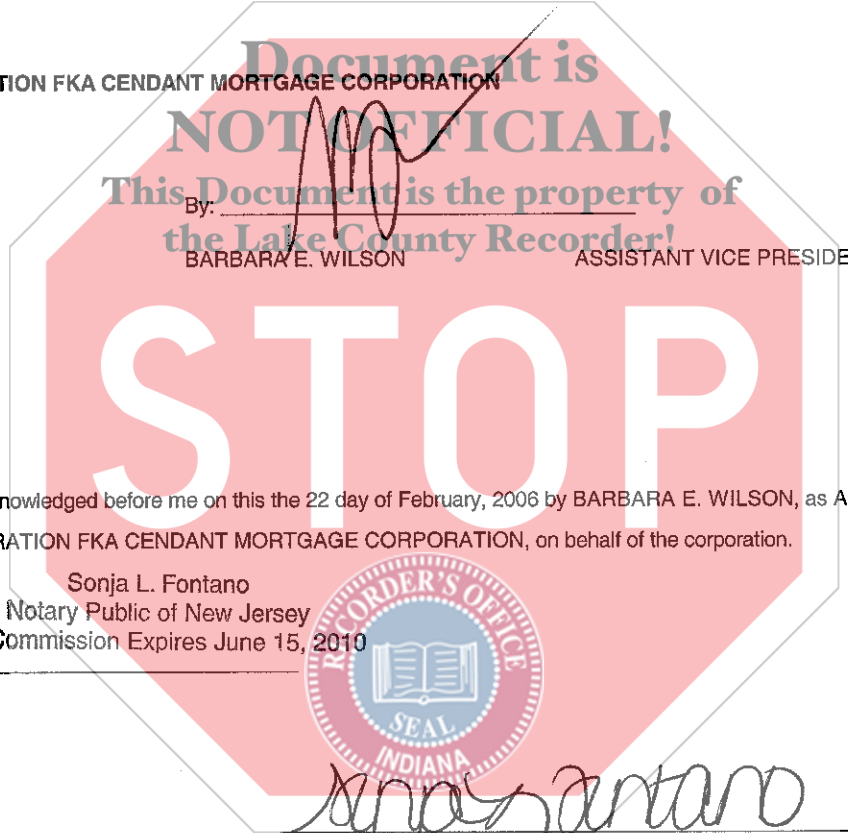 Document is
TION FKA CENDANT MORTGAGE CORPORATION
NOT OFFICIAL!
This Document is the property of
By:
the Lake County Recorder!
BARBARA E. WILSON ASSISTANT VICE PRESIDE
STOP
nowledged before me on this the 22 day of February, 2006 by BARBARA E. WILSON, as A
RATION FKA CENDANT MORTGAGE CORPORATION, on behalf of the corporation.
Sonja L. Fontano
Notary Public of New Jersey
Commission Expires June 15, 2010
RECORDER'S OFFICE
SEAL
INDIANA